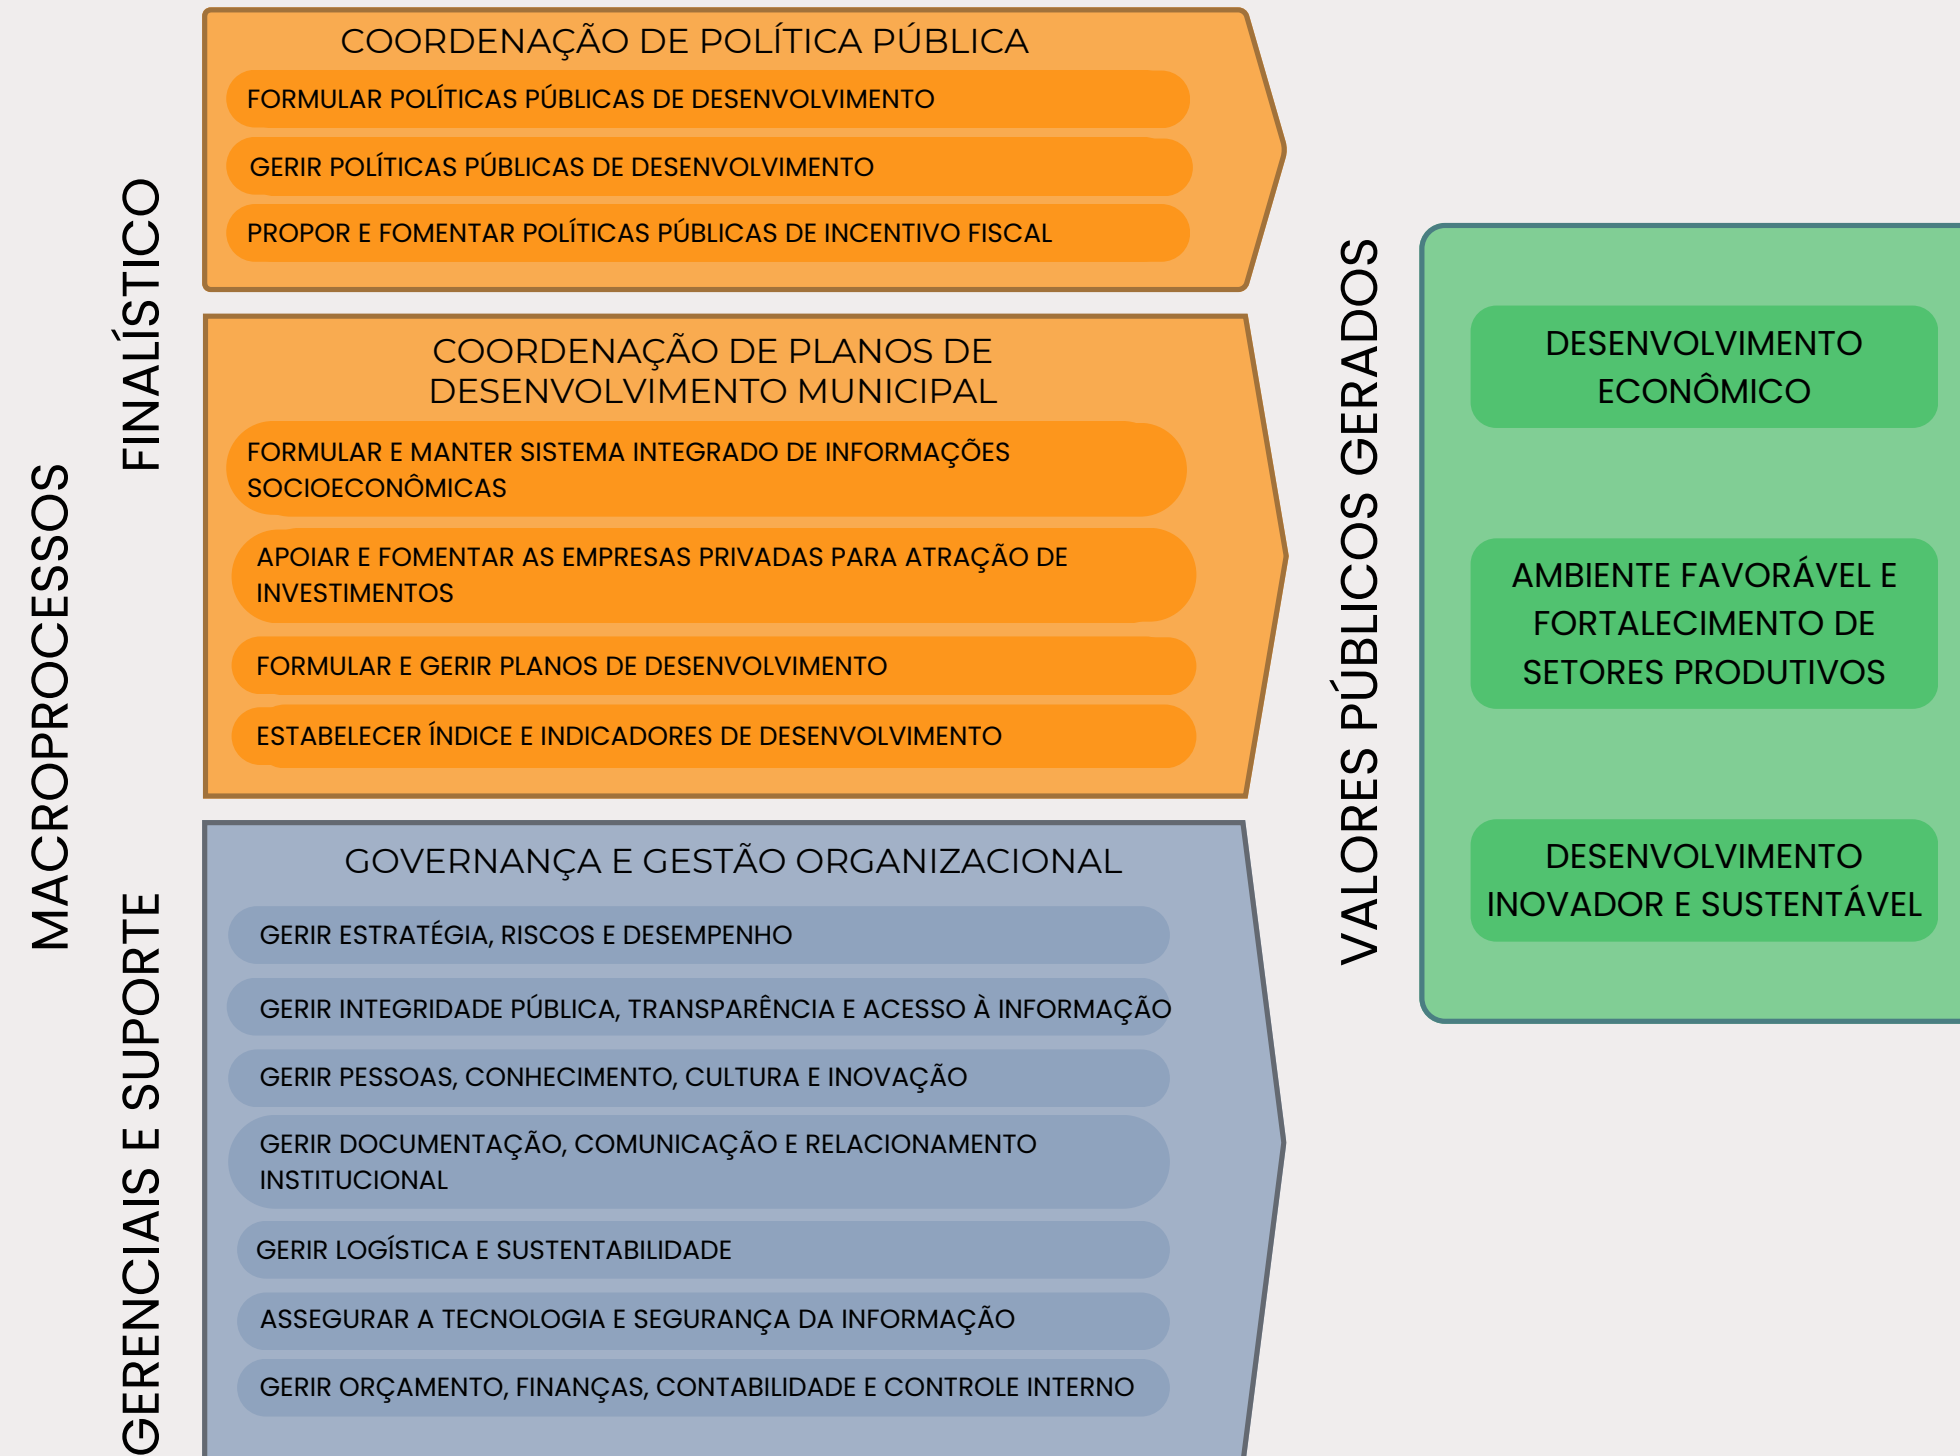 MACROPROCESSOS
FINALÍSTICO
COORDENAÇÃO DE POLÍTICA PÚBLICA
FORMULAR POLÍTICAS PÚBLICAS DE DESENVOLVIMENTO
GERIR POLÍTICAS PÚBLICAS DE DESENVOLVIMENTO
PROPOR E FOMENTAR POLÍTICAS PÚBLICAS DE INCENTIVO FISCAL
COORDENAÇÃO DE PLANOS DE
DESENVOLVIMENTO MUNICIPAL
FORMULAR E MANTER SISTEMA INTEGRADO DE INFORMAÇÕES
SOCIOECONÔMICAS
APOIAR E FOMENTAR AS EMPRESAS PRIVADAS PARA ATRAÇÃO DE
INVESTIMENTOS
FORMULAR E GERIR PLANOS DE DESENVOLVIMENTO
ESTABELECER ÍNDICE E INDICADORES DE DESENVOLVIMENTO
GERENCIAIS E SUPORTE
GOVERNANÇA E GESTÃO ORGANIZACIONAL
GERIR ESTRATÉGIA, RISCOS E DESEMPENHO
GERIR INTEGRIDADE PÚBLICA, TRANSPARÊNCIA E ACESSO À INFORMAÇÃO
GERIR PESSOAS, CONHECIMENTO, CULTURA E INOVAÇÃO
GERIR DOCUMENTAÇÃO, COMUNICAÇÃO E RELACIONAMENTO
INSTITUCIONAL
GERIR LOGÍSTICA E SUSTENTABILIDADE
ASSEGURAR A TECNOLOGIA E SEGURANÇA DA INFORMAÇÃO
GERIR ORÇAMENTO, FINANÇAS, CONTABILIDADE E CONTROLE INTERNO
VALORES PÚBLICOS GERADOS
DESENVOLVIMENTO
ECONÔMICO
AMBIENTE FAVORÁVEL E
FORTALECIMENTO DE
SETORES PRODUTIVOS
DESENVOLVIMENTO
INOVADOR E SUSTENTÁVEL